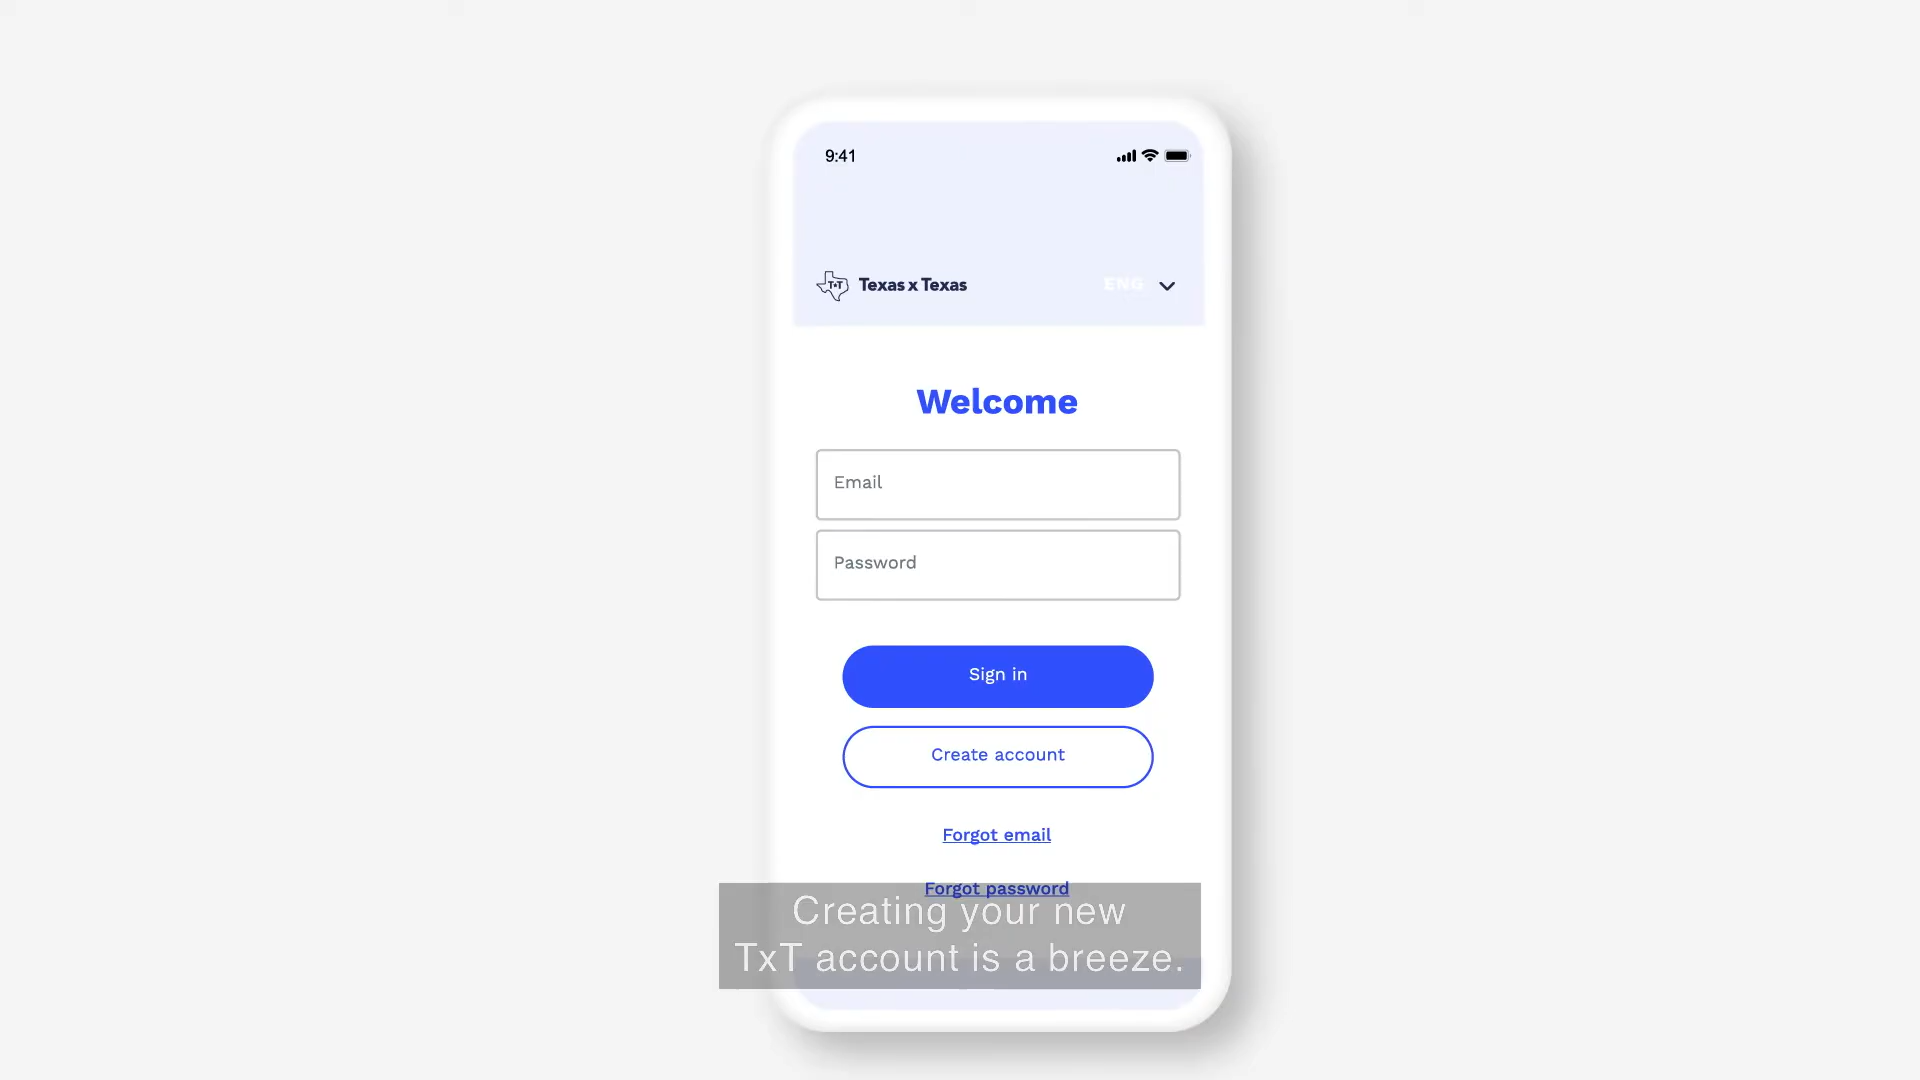 9:41
T★T Texas x Texas ENG
Welcome
Email
Password
Sign in
Create account
Forgot email
Forgot password
Creating your new
TxT account is a breeze.